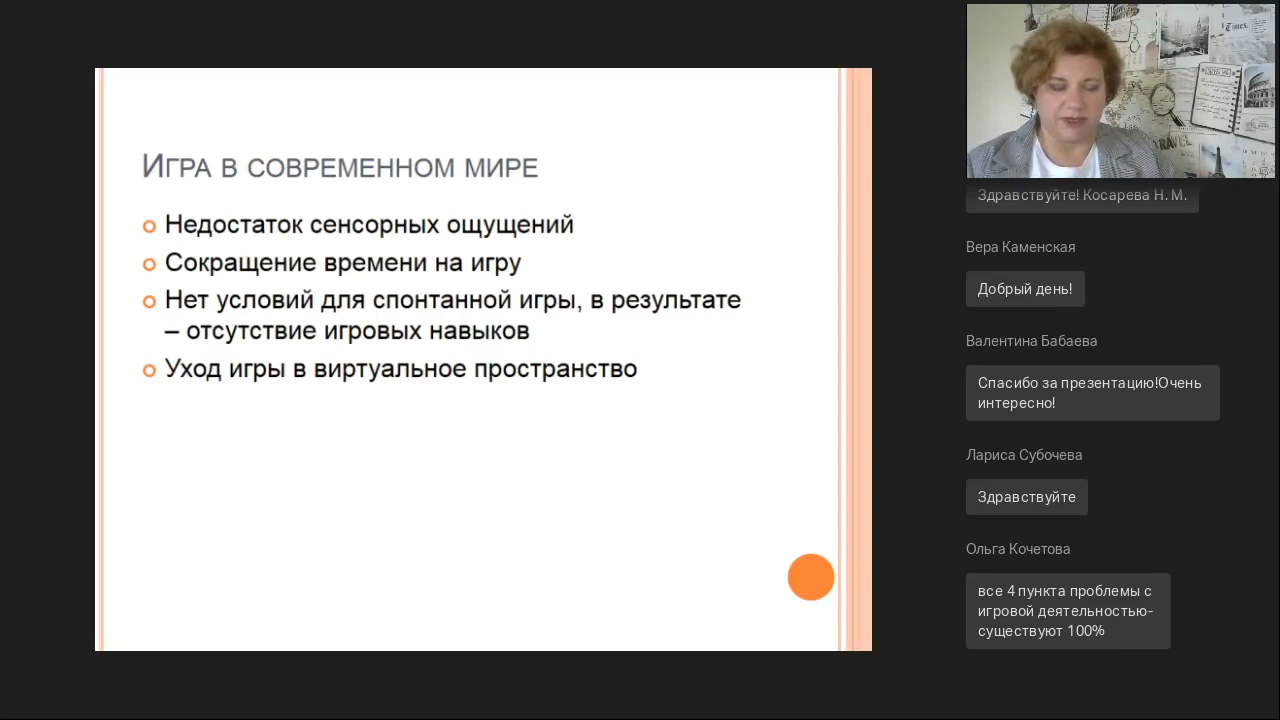 Игра в современном мире
Недостаток сенсорных ощущений
Сокращение времени на игру
Нет условий для спонтанной игры, в результате
– отсутствие игровых навыков
Уход игры в виртуальное пространство
Times
TRAVEL
Здравствуйте! Косарева Н. М.
Вера Каменская
Добрый день!
Валентина Бабаева
Спасибо за презентацию!Очень
интересно!
Лариса Субочева
Здравствуйте
Ольга Кочетова
все 4 пункта проблемы с
игровой деятельностью-
существуют 100%